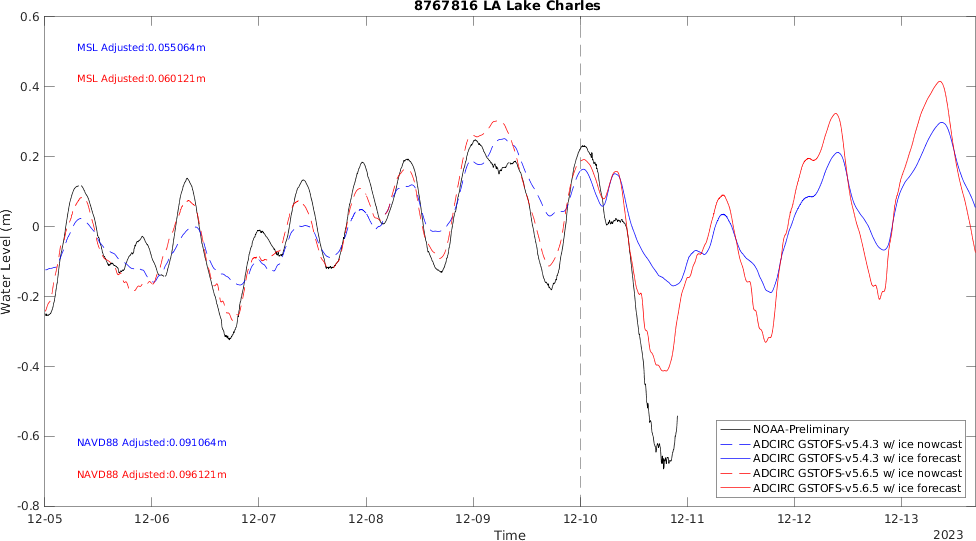 8767816 LA Lake Charles
0.6
MSL Adjusted:0.055064m
MSL Adjusted:0.060121m
0.4
0.2
0
-0.2
-0.4
-0.6
-0.8
Water Level (m)
NAVD88 Adjusted:0.091064m
NAVD88 Adjusted:0.096121m
NOAA-Preliminary
ADCIRC GSTOFS-v5.4.3 w/ ice nowcast
ADCIRC GSTOFS-v5.4.3 w/ ice forecast
ADCIRC GSTOFS-v5.6.5 w/ ice nowcast
ADCIRC GSTOFS-v5.6.5 w/ ice forecast
12-05 12-06 12-07 12-08 12-09 12-10 12-11 12-12 12-13
Time
2023